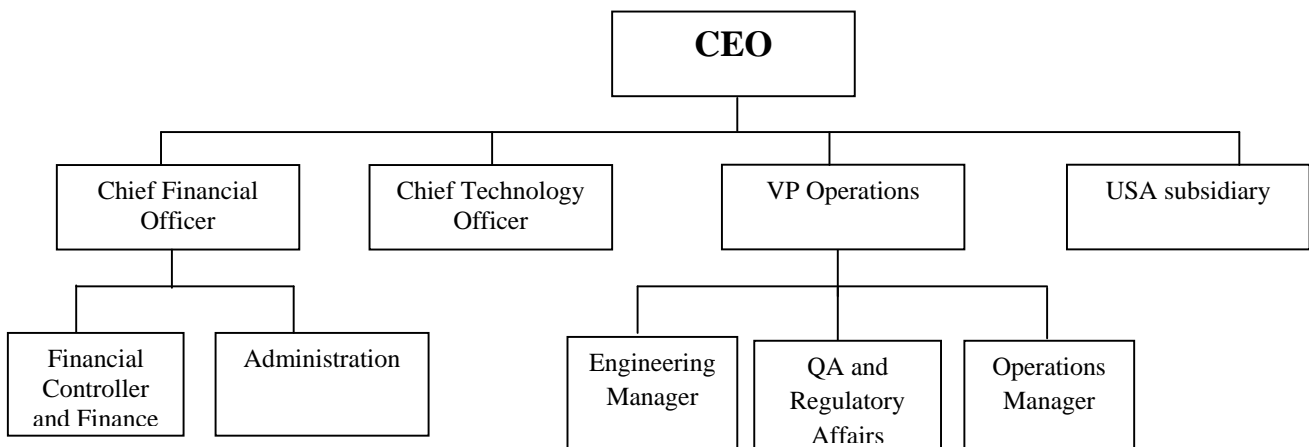 CEO
Chief Financial
Officer
Chief Technology
Officer
VP Operations
USA subsidiary
Financial
Controller
and Finance
Administration
Engineering
Manager
QA and
Regulatory
Affairs
Operations
Manager